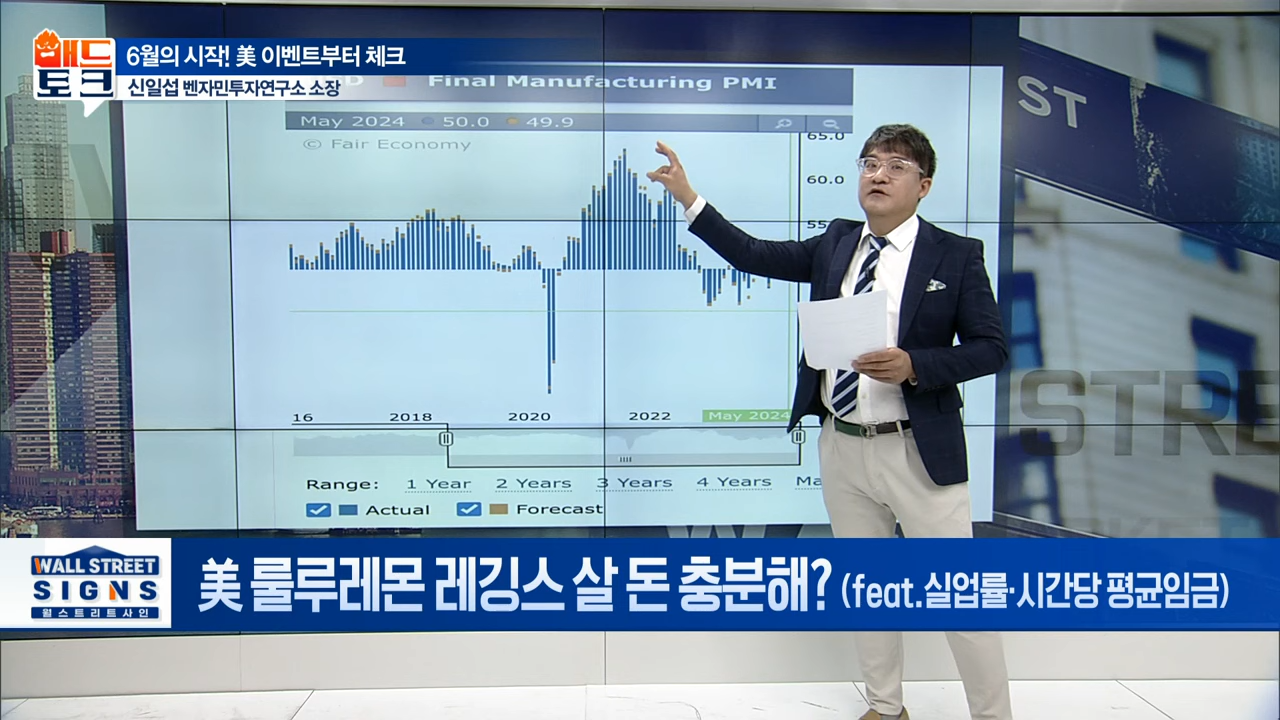 매드
토크
6월의 시작! 美 이벤트부터 체크
신일섭 벤자민투자연구소 소장
D Final Manufacturing PMI
May 2024 50.0 49.9
© Fair Economy
65.0
60.0
55
16 2018 2020 2022 May 2024
Range: 1 Year 2 Years 3 Years 4 Years Ma
Actual Forecast
ST
STRE
WALL STREET
SIGNS
월스트리트사인
美 룰루레몬 레깅스 살 돈 충분해? (feat.실업률·시간당 평균임금)